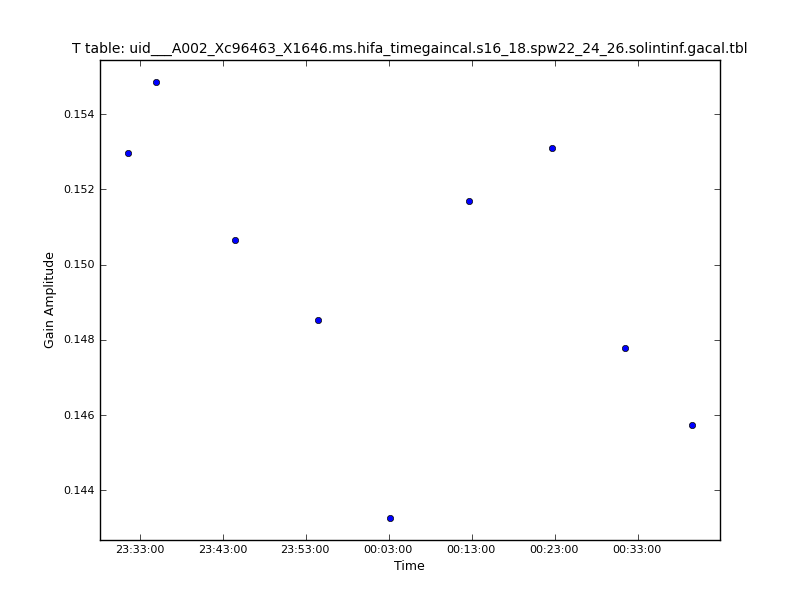 T table: uid___A002_Xc96463_X1646.ms.hifa_timegaincal.s16_18.spw22_24_26.solintinf.gacal.tbl
0.154
0.152
0.150
0.148
0.146
0.144
Gain Amplitude
23:33:00 23:43:00 23:53:00 00:03:00 00:13:00 00:23:00 00:33:00
Time